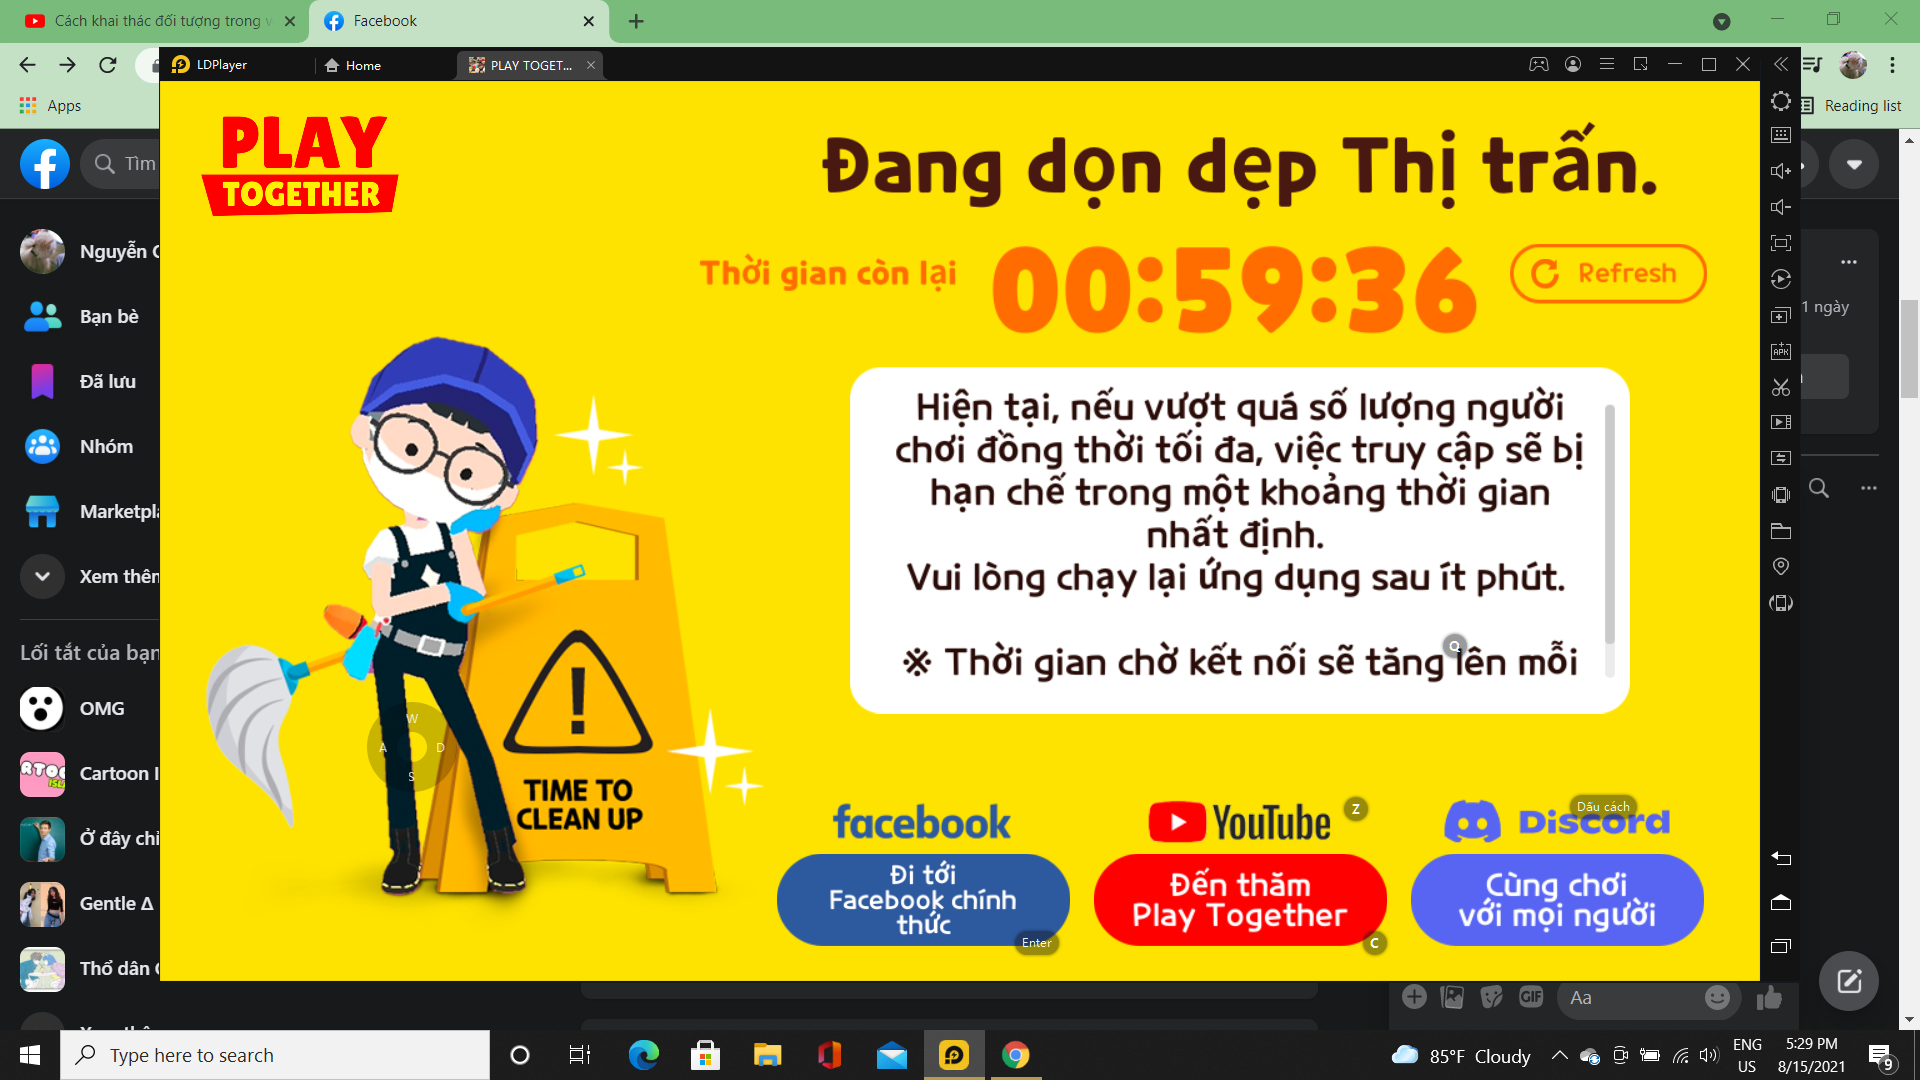 Cách khai thác đối tượng trong v
Facebook
Apps
Reading list
LDPlayer
Home
PLAY TOGET...
Tìm
Nguyễn
Bạn bè
Đã lưu
Nhóm
Marketpla
Xem thêm
Lối tắt của bạn
OMG
Cartoon I
Ở đây chỉ
Gentle Δ
Thổ dân
1 ngày
PLAY
TOGETHER
Đang dọn dẹp Thị trấn.
Thời gian còn lại
00:59:36
Refresh
Hiện tại, nếu vượt quá số lượng người
chơi đồng thời tối đa, việc truy cập sẽ bị
hạn chế trong một khoảng thời gian
nhất định.
Vui lòng chạy lại ứng dụng sau ít phút.
※ Thời gian chờ kết nối sẽ tăng lên mỗi
Q
W
A
D
S
TIME TO
CLEAN UP
facebook
YouTube
Z
Discord
Dấu cách
Đi tới
Facebook chính
thức
Enter
Đến thăm
Play Together
C
Cùng chơi
với mọi người
APK
GIF
Aa
Type here to search
85°F Cloudy
ENG
US
5:29 PM
8/15/2021
9